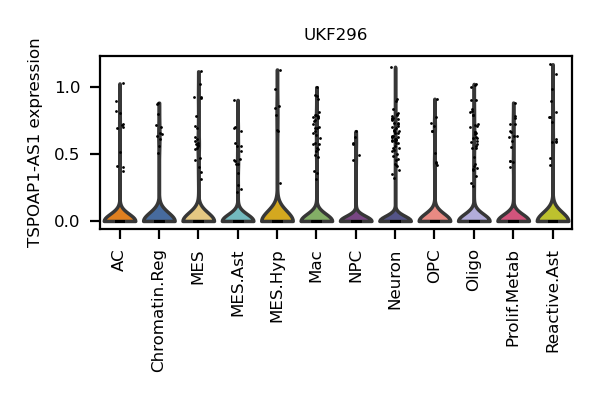 UKF296
TSPOAP1-AS1 expression
1.0
0.5
0.0
AC
Chromatin.Reg
MES
MES.Ast
MES.Hyp
Mac
NPC
Neuron
OPC
Oligo
Prolif.Metab
Reactive.Ast